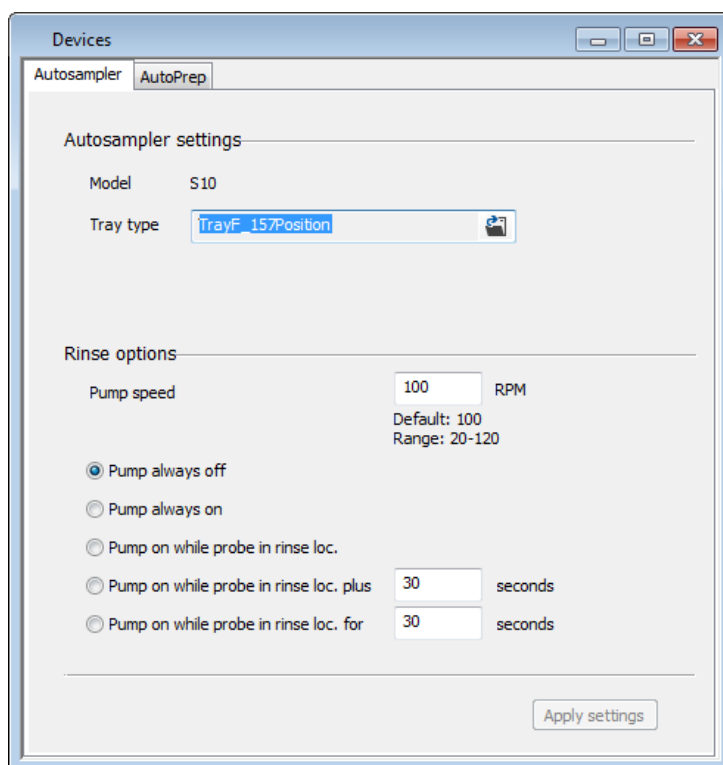 Devices
Autosampler AutoPrep
Autosampler settings
Model S10
Tray type TrayF_157Position
Rinse options
Pump speed 100 RPM
Default: 100
Range: 20-120
Pump always off
Pump always on
Pump on while probe in rinse loc.
Pump on while probe in rinse loc. plus 30 seconds
Pump on while probe in rinse loc. for 30 seconds
Apply settings